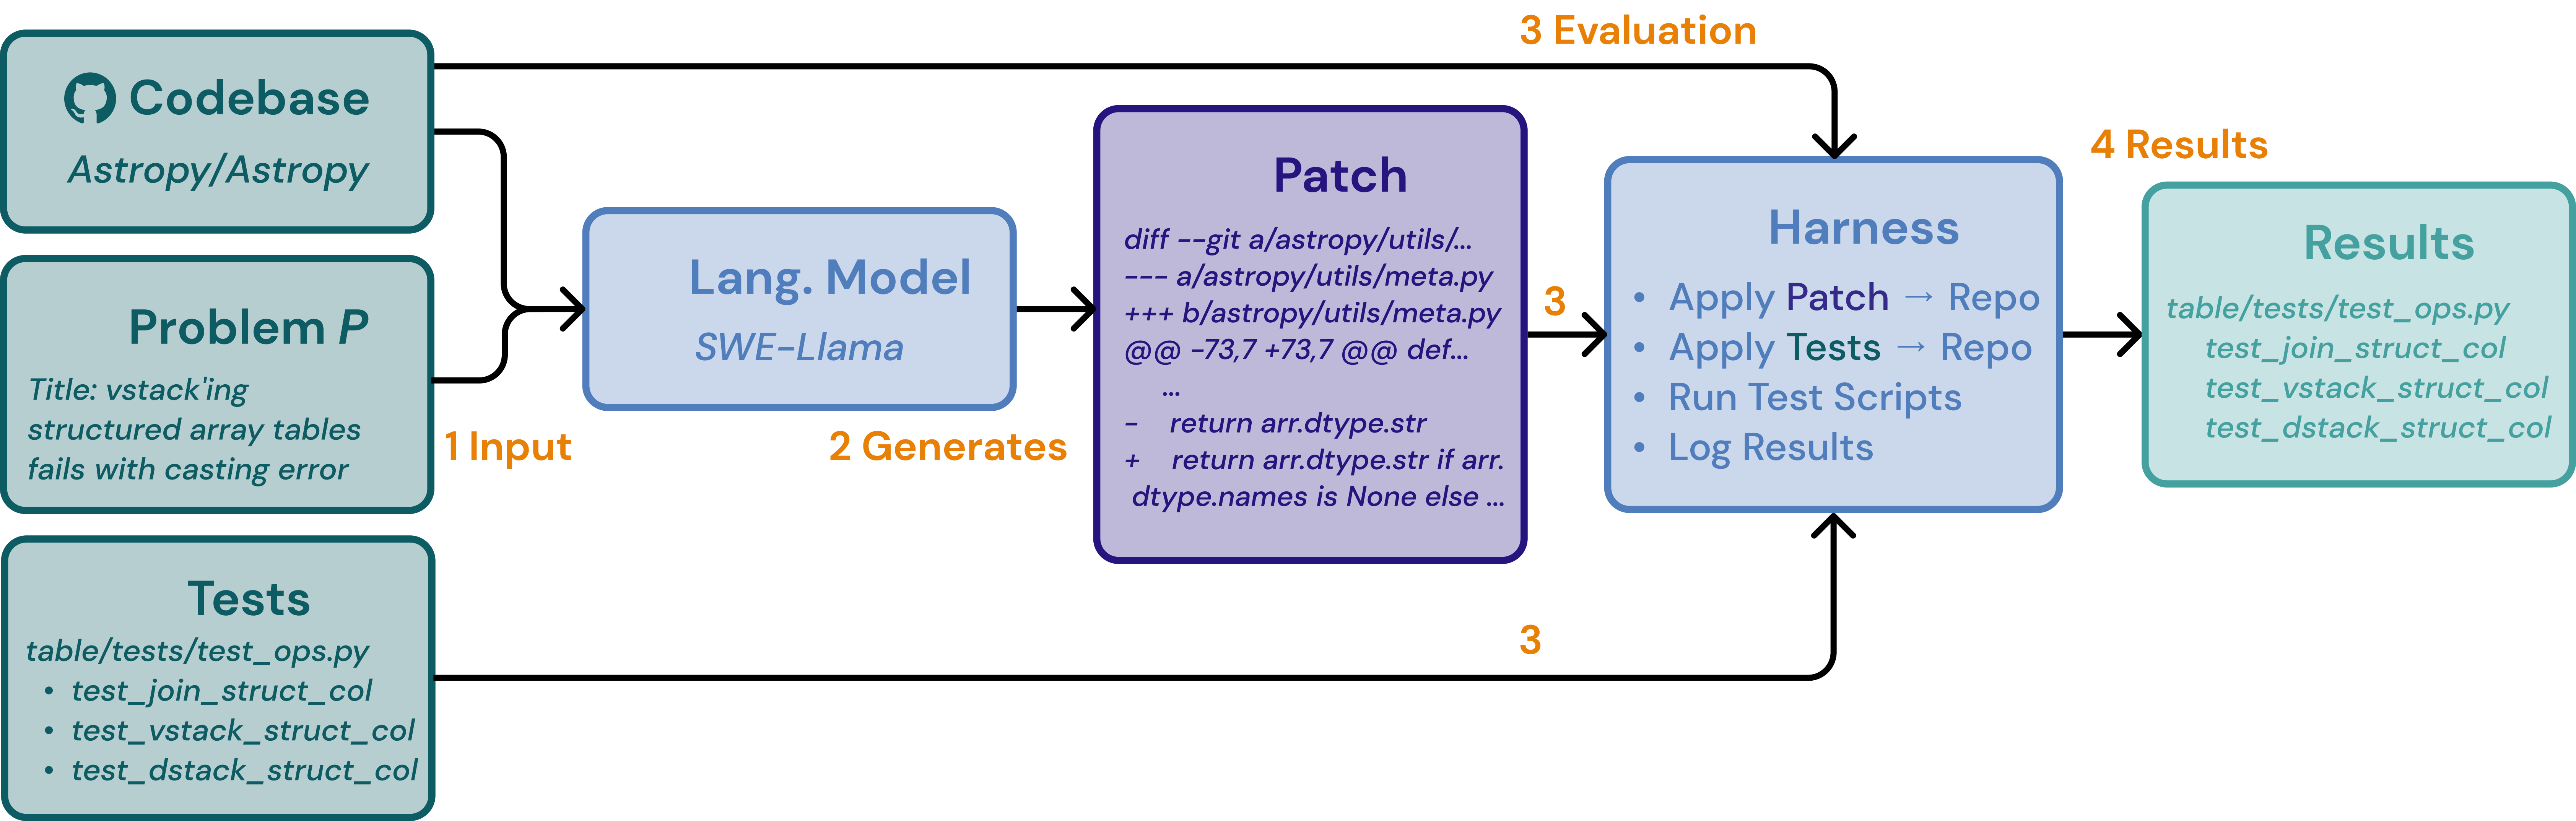 Codebase
Astropy/Astropy
Problem P
Title: vstack'ing
structured array tables
fails with casting error
Tests
table/tests/test_ops.py
• test_join_struct_col
• test_vstack_struct_col
• test_dstack_struct_col
1 Input
Lang. Model
SWE-Llama
2 Generates
Patch
diff --git a/astropy/utils/...
--- a/astropy/utils/meta.py
+++ b/astropy/utils/meta.py
@@ -73,7 +73,7 @@ def...
...
- return arr.dtype.str
+ return arr.dtype.str if arr.
dtype.names is None else ...
3 Evaluation
3
3
Harness
• Apply Patch → Repo
• Apply Tests → Repo
• Run Test Scripts
• Log Results
4 Results
Results
table/tests/test_ops.py
test_join_struct_col
test_vstack_struct_col
test_dstack_struct_col